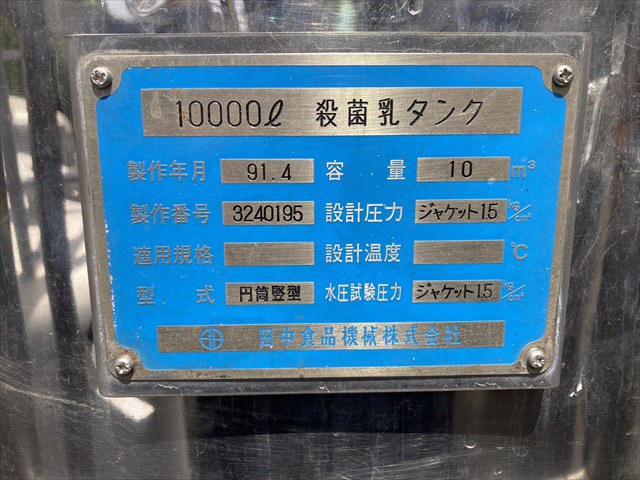 10000ℓ 殺菌乳タンク
製作年月 91.4 容量 10 m³
製作番号 3240195 設計圧力 ジャケット1.5 kg/cm²
適用規格 設計温度 ℃
型式 円筒竪型 水圧試験圧力 ジャケット1.5 kg/cm²
田中食品機械株式会社